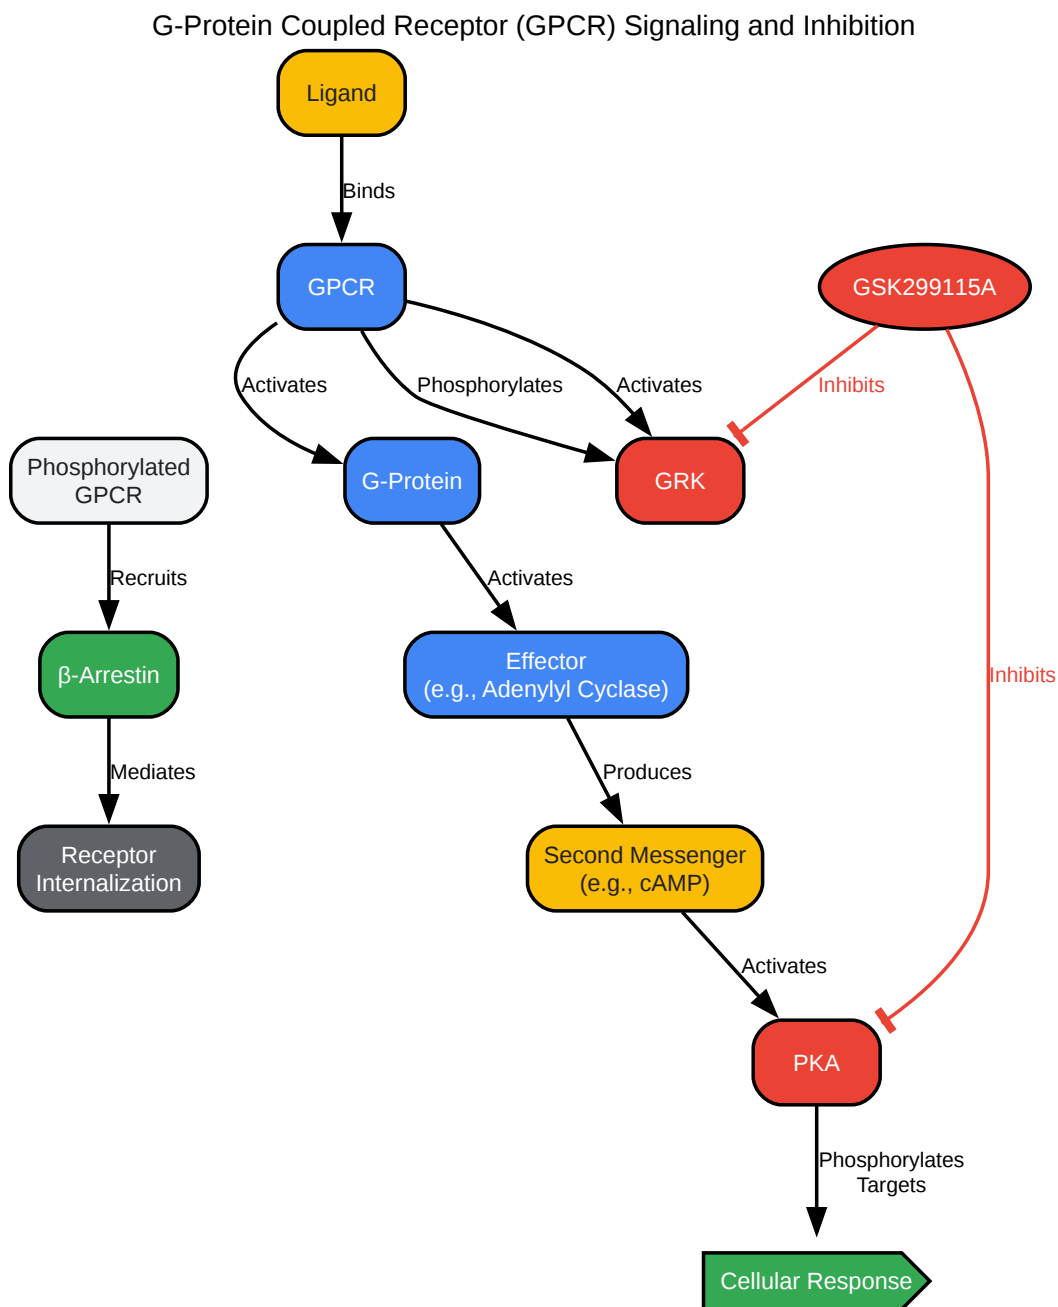 G-Protein Coupled Receptor (GPCR) Signaling and Inhibition
Ligand
Binds
GPCR
GSK299115A
Activates
Phosphorylates
Activates
Inhibits
Phosphorylated
GPCR
G-Protein
GRK
Recruits
Activates
β-Arrestin
Effector
(e.g., Adenylyl Cyclase)
Inhibits
Mediates
Produces
Receptor
Internalization
Second Messenger
(e.g., cAMP)
Activates
PKA
Phosphorylates
Targets
Cellular Response